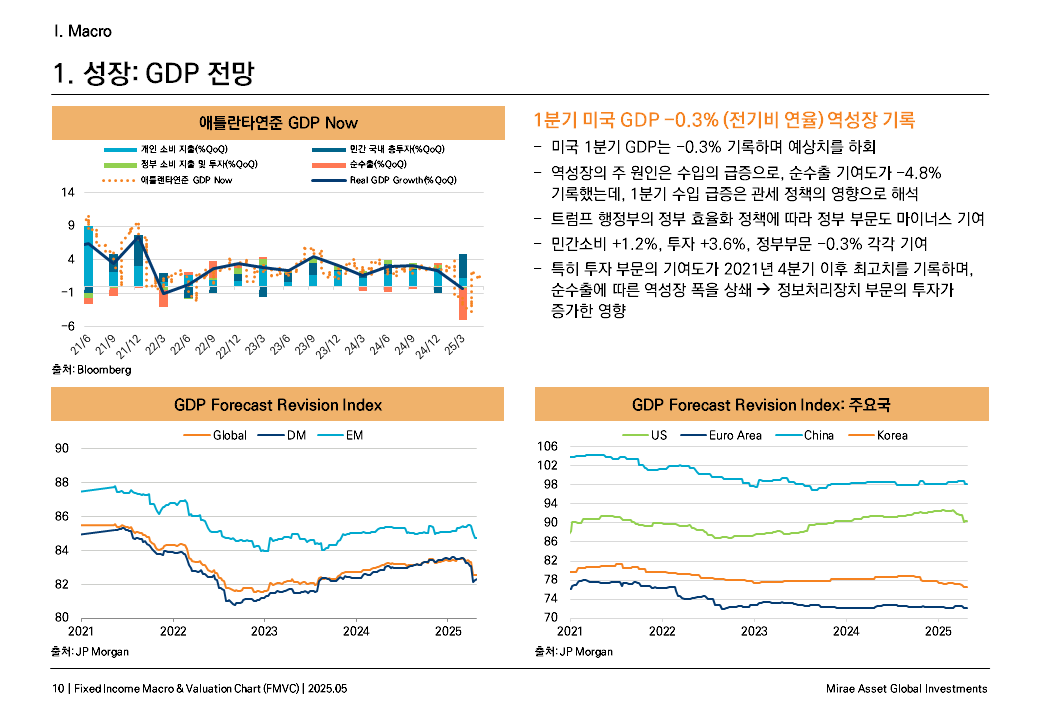 I. Macro
1. 성장: GDP 전망
애틀란타연준 GDP Now
개인 소비 지출(%QoQ) 민간 국내 총투자(%QoQ)
정부 소비 지출 및 투자(%QoQ) 순수출(%QoQ)
애틀란타연준 GDP Now Real GDP Growth(%QoQ)
14
9
4
−1
−6
21/6 21/9 21/12 22/3 22/6 22/9 22/12 23/3 23/6 23/9 23/12 24/3 24/6 24/9 24/12 25/3
출처: Bloomberg
1분기 미국 GDP −0.3% (전기비 연율) 역성장 기록
− 미국 1분기 GDP는 −0.3% 기록하며 예상치를 하회
− 역성장의 주 원인은 수입의 급증으로, 순수출 기여도가 −4.8%
기록했는데, 1분기 수입 급증은 관세 정책의 영향으로 해석
− 트럼프 행정부의 정부 효율화 정책에 따라 정부 부문도 마이너스 기여
− 민간소비 +1.2%, 투자 +3.6%, 정부부문 −0.3% 각각 기여
− 특히 투자 부문의 기여도가 2021년 4분기 이후 최고치를 기록하며,
순수출에 따른 역성장 폭을 상쇄 → 정보처리장치 부문의 투자가
증가한 영향
GDP Forecast Revision Index
Global DM EM
90
88
86
84
82
80
2021 2022 2023 2024 2025
출처: JP Morgan
GDP Forecast Revision Index: 주요국
US Euro Area China Korea
106
102
98
94
90
86
82
78
74
70
2021 2022 2023 2024 2025
출처: JP Morgan
10 | Fixed Income Macro & Valuation Chart (FMVC) | 2025.05
Mirae Asset Global Investments